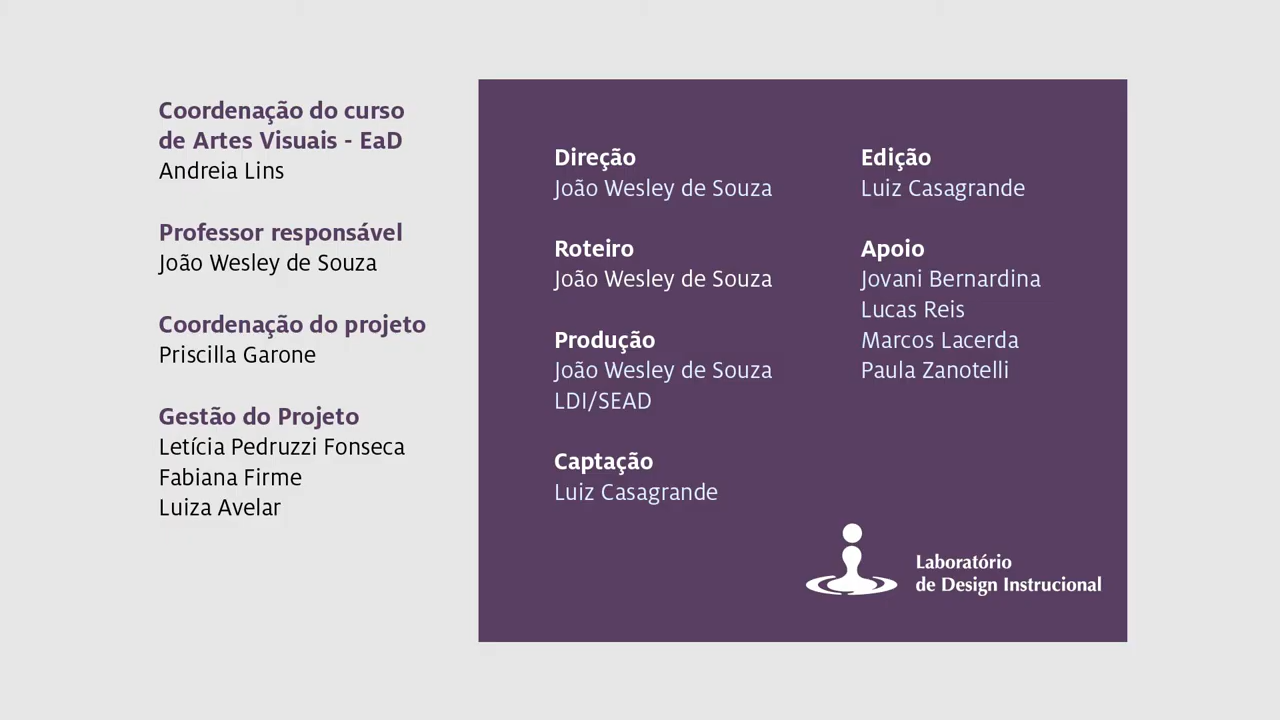 Coordenação do curso
de Artes Visuais - EaD
Andreia Lins
Professor responsável
João Wesley de Souza
Coordenação do projeto
Priscilla Garone
Gestão do Projeto
Letícia Pedruzzi Fonseca
Fabiana Firme
Luiza Avelar
Direção
João Wesley de Souza
Roteiro
João Wesley de Souza
Produção
João Wesley de Souza
LDI/SEAD
Captação
Luiz Casagrande
Edição
Luiz Casagrande
Apoio
Jovani Bernardina
Lucas Reis
Marcos Lacerda
Paula Zanotelli
Laboratório
de Design Instrucional